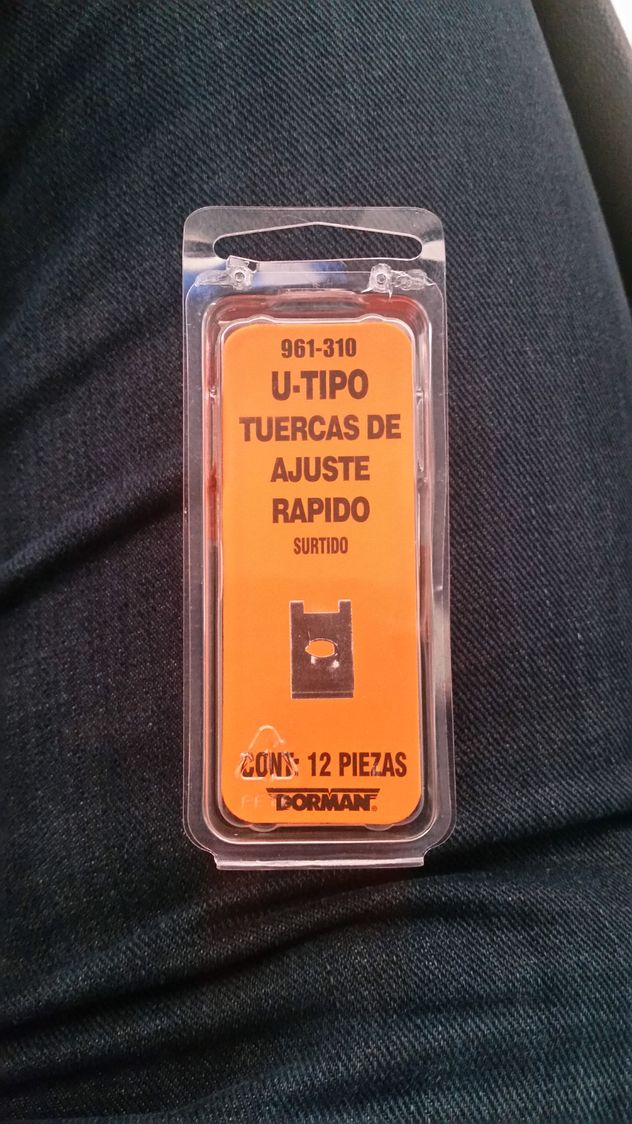 961-310
U-TIPO
TUERCAS DE
AJUSTE
RAPIDO
SURTIDO
CONT: 12 PIEZAS
DORMAN®